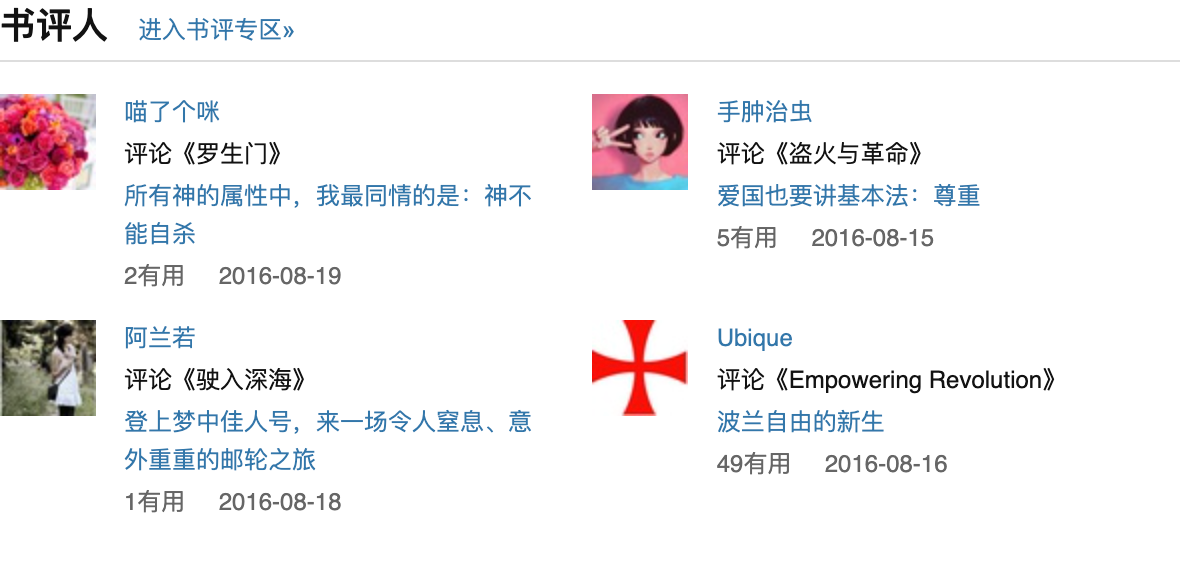 书评人 进入书评专区»
喵了个咪
评论《罗生门》
所有神的属性中，我最同情的是：神不
能自杀
2有用 2016-08-19
手肿治虫
评论《盗火与革命》
爱国也要讲基本法：尊重
5有用 2016-08-15
阿兰若
评论《驶入深海》
登上梦中佳人号，来一场令人窒息、意
外重重的邮轮之旅
1有用 2016-08-18
Ubique
评论《Empowering Revolution》
波兰自由的新生
49有用 2016-08-16